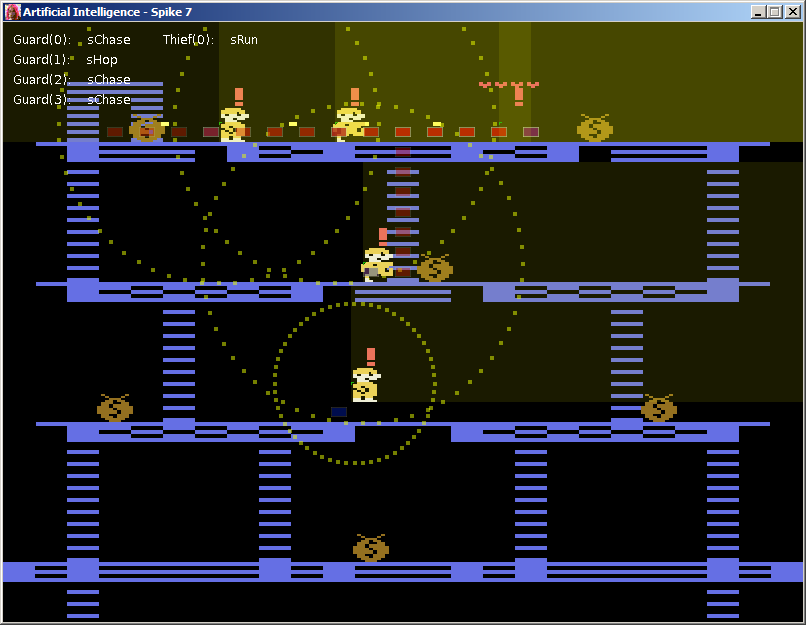 Artificial Intelligence - Spike 7
Guard(0): sChase Thief(0): sRun
Guard(1): sHop
Guard(2): sChase
Guard(3): sChase